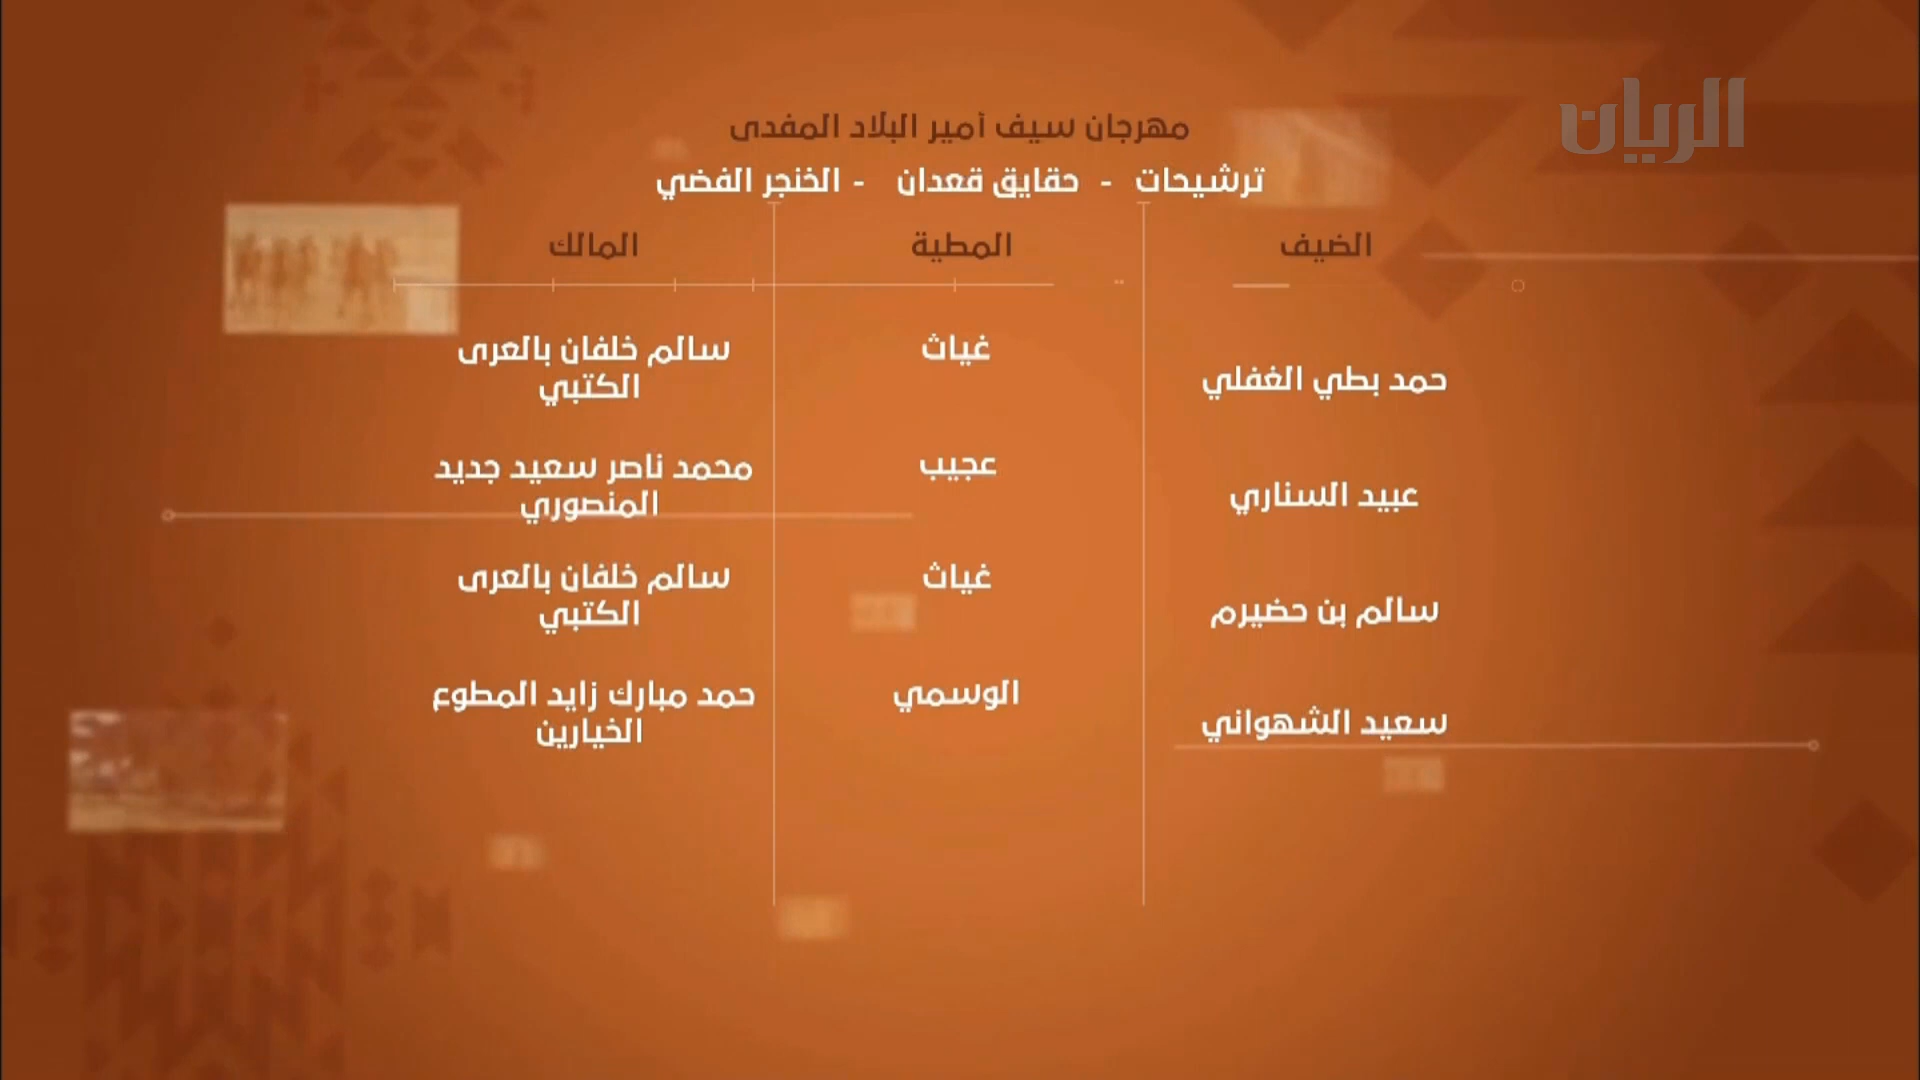 الريان
مهرجان سيف أمير البلاد المفدى
ترشيحات - حقايق قعدان - الخنجر الفضي
الضيف المطية المالك
حمد بطي الغفلي غياث سالم خلفان بالعرى
الكتبي
عبيد السناري عجيب محمد ناصر سعيد جديد
المنصوري
سالم بن حضيرم غياث سالم خلفان بالعرى
الكتبي
سعيد الشهواني الوسمي حمد مبارك زايد المطوع
الخيارين